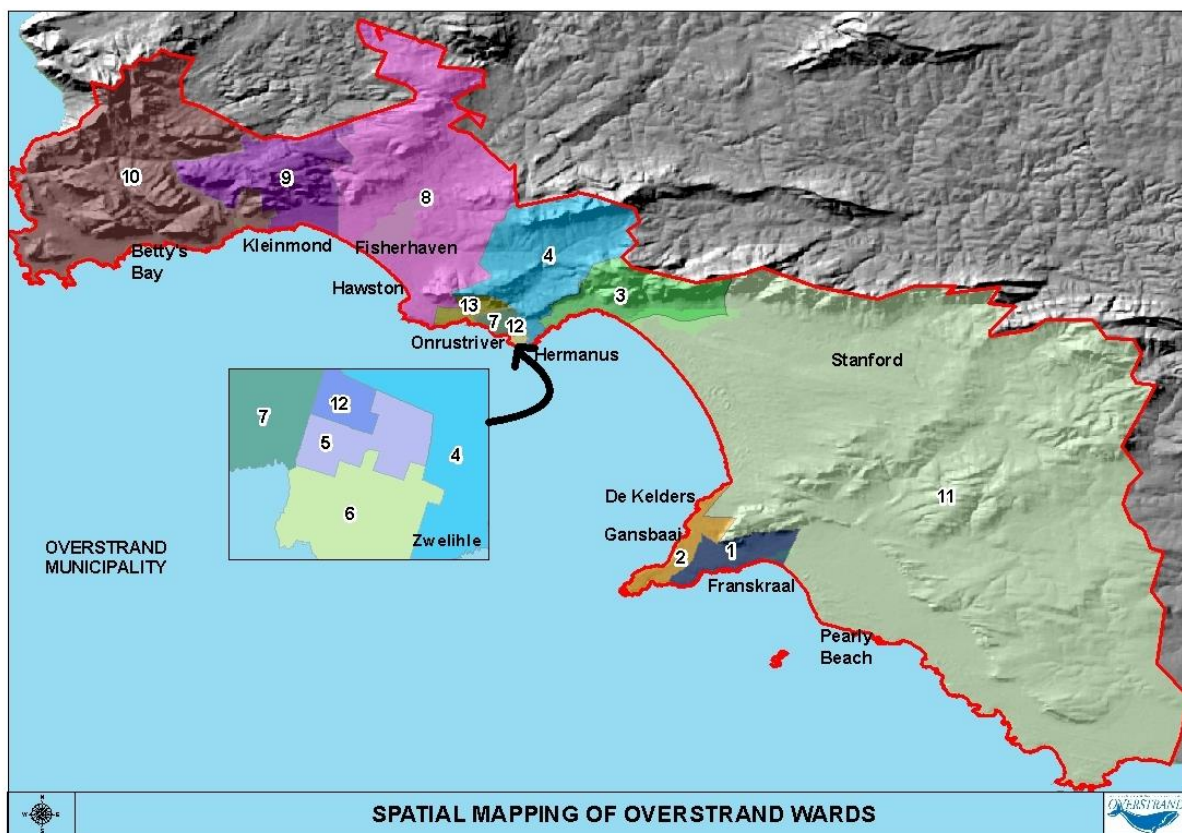 10
9
8
Betty's
Bay
Kleinmond
Fisherhaven
4
Hawston
3
13
7
12
Onrustriver
Hermanus
Stanford
7
12
5
4
6
Zwelihle
De Kelders
11
Gansbaai
OVERSTRAND
MUNICIPALITY
2
1
Franskraal
Pearly
Beach
SPATIAL MAPPING OF OVERSTRAND WARDS
OVERSTRAND